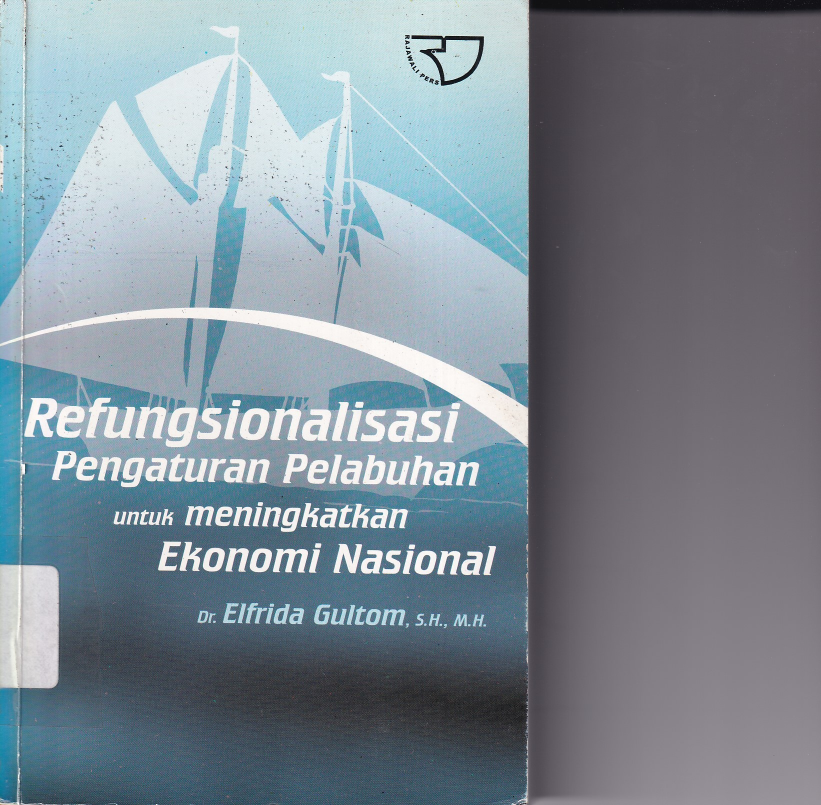 RAJAWALI PERS
Refungsionalisasi
Pengaturan Pelabuhan
untuk meningkatkan
Ekonomi Nasional
Dr. Elfrida Gultom, S.H., M.H.